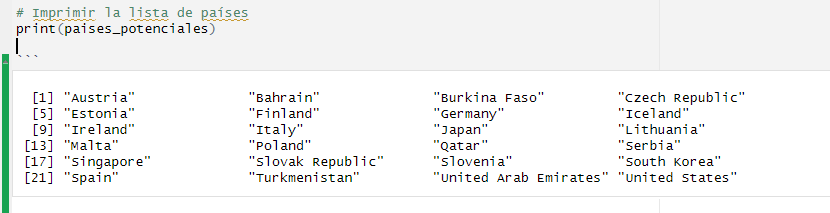 # Imprimir la lista de países
print(paises_potenciales)
```
[1] "Austria" "Bahrain" "Burkina Faso" "Czech Republic"
[5] "Estonia" "Finland" "Germany" "Iceland"
[9] "Ireland" "Italy" "Japan" "Lithuania"
[13] "Malta" "Poland" "Qatar" "Serbia"
[17] "Singapore" "Slovak Republic" "Slovenia" "South Korea"
[21] "Spain" "Turkmenistan" "United Arab Emirates" "United States"